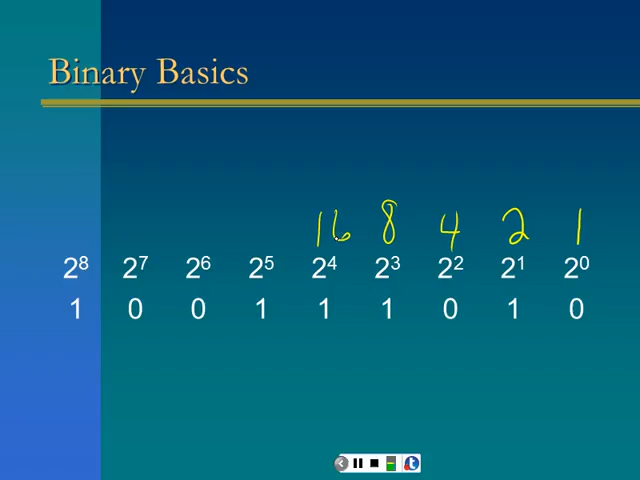 Binary Basics
16 8 4 2 1
2⁸ 2⁷ 2⁶ 2⁵ 2⁴ 2³ 2² 2¹ 2⁰
1 0 0 1 1 1 0 1 0